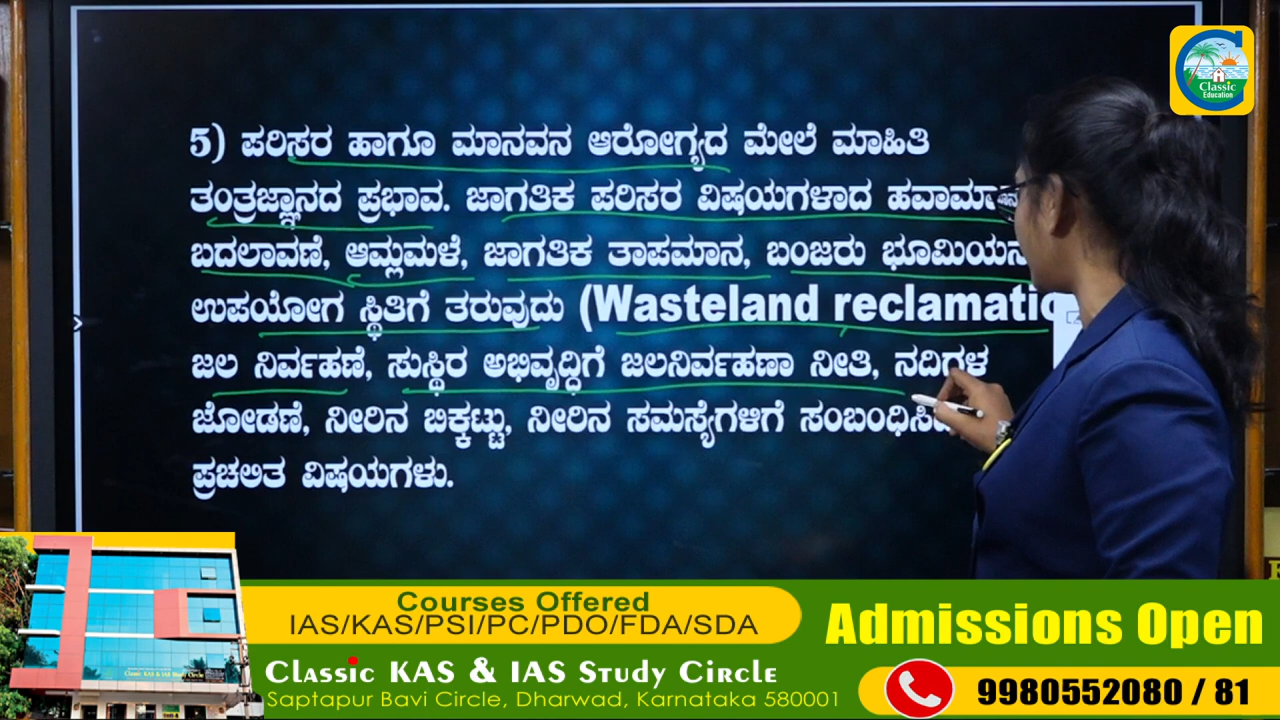 Classic
Education
5) ಪರಿಸರ ಹಾಗೂ ಮಾನವನ ಆರೋಗ್ಯದ ಮೇಲೆ ಮಾಹಿತಿ
ತಂತ್ರಜ್ಞಾನದ ಪ್ರಭಾವ. ಜಾಗತಿಕ ಪರಿಸರ ವಿಷಯಗಳಾದ
ಬದಲಾವಣೆ, ಆಮ್ಲಮಳೆ, ಜಾಗತಿಕ ತಾಪಮಾನ, ಬಂಜರು
ಉಪಯೋಗ ಸ್ಥಿತಿಗೆ ತರುವುದು (Wasteland
ಜಲ ನಿರ್ವಹಣೆ, ಸುಸ್ಥಿರ ಅಭಿವೃದ್ಧಿಗೆ ಜಲನಿರ್ವಹಣಾ ನೀತಿ, ನದಿಗಳ
ಜೋಡಣೆ, ನೀರಿನ ಬಿಕ್ಕಟ್ಟು, ನೀರಿನ ಸಮಸ್ಯೆಗಳಿಗೆ
ಪ್ರಚಲಿತ ವಿಷಯಗಳು.
Courses Offered
IAS/KAS/PSI/PC/PDO/FDA/SDA
Admissions Open
Classic KAS & IAS Study Circle
Saptapur Bavi Circle, Dharwad, Karnataka 580001
9980552080 / 81